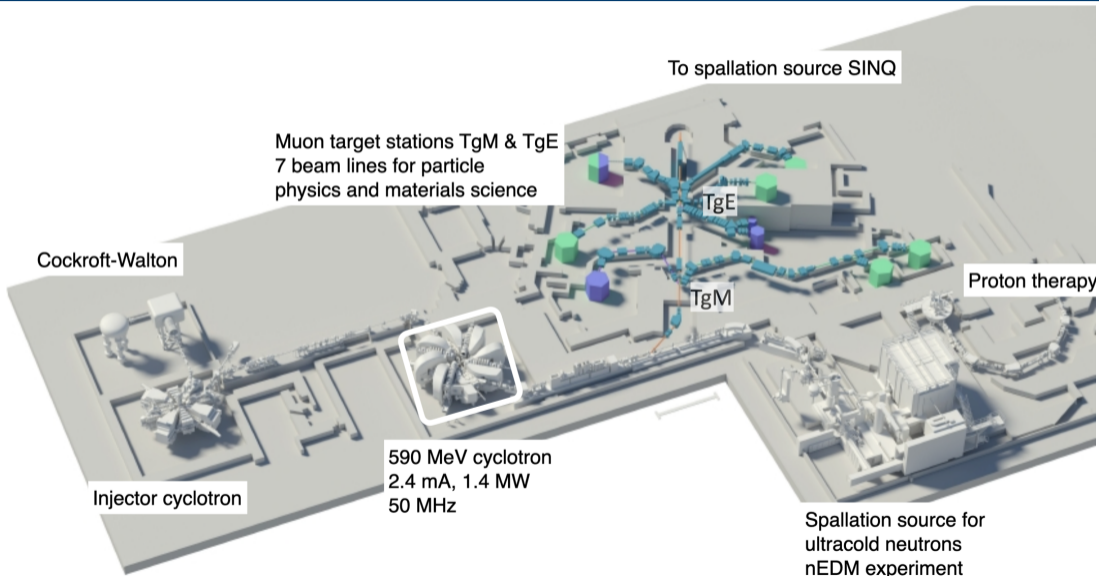 To spallation source SINQ
Muon target stations TgM & TgE
7 beam lines for particle
physics and materials science
TgE
Cockroft-Walton
Proton therapy
TgM
590 MeV cyclotron
2.4 mA, 1.4 MW
50 MHz
Injector cyclotron
Spallation source for
ultracold neutrons
nEDM experiment